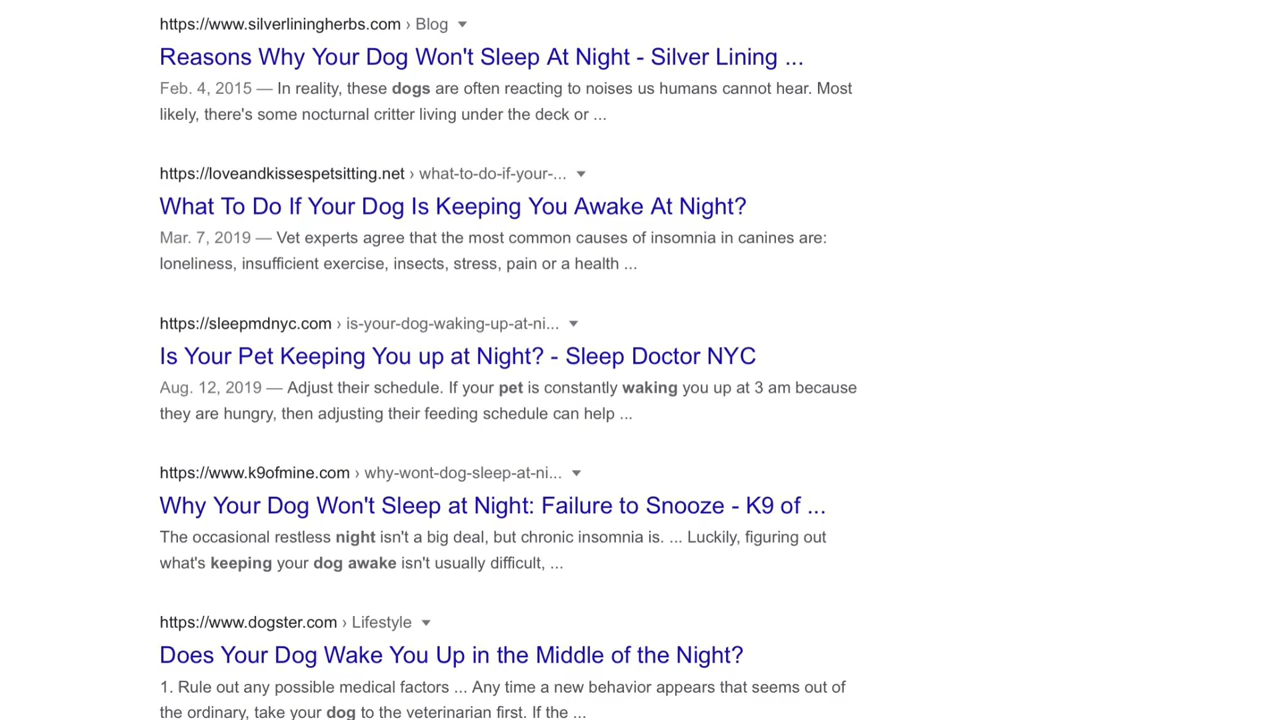 https://www.silverliningherbs.com › Blog
Reasons Why Your Dog Won't Sleep At Night - Silver Lining ...
Feb. 4, 2015 — In reality, these dogs are often reacting to noises us humans cannot hear. Most
likely, there's some nocturnal critter living under the deck or ...
https://loveandkissespetsitting.net › what-to-do-if-your-...
What To Do If Your Dog Is Keeping You Awake At Night?
Mar. 7, 2019 — Vet experts agree that the most common causes of insomnia in canines are:
loneliness, insufficient exercise, insects, stress, pain or a health ...
https://sleepmdnyc.com › is-your-dog-waking-up-at-ni...
Is Your Pet Keeping You up at Night? - Sleep Doctor NYC
Aug. 12, 2019 — Adjust their schedule. If your pet is constantly waking you up at 3 am because
they are hungry, then adjusting their feeding schedule can help ...
https://www.k9ofmine.com › why-wont-dog-sleep-at-ni...
Why Your Dog Won't Sleep at Night: Failure to Snooze - K9 of ...
The occasional restless night isn't a big deal, but chronic insomnia is. ... Luckily, figuring out
what's keeping your dog awake isn't usually difficult, ...
https://www.dogster.com › Lifestyle
Does Your Dog Wake You Up in the Middle of the Night?
1. Rule out any possible medical factors ... Any time a new behavior appears that seems out of
the ordinary, take your dog to the veterinarian first. If the ...